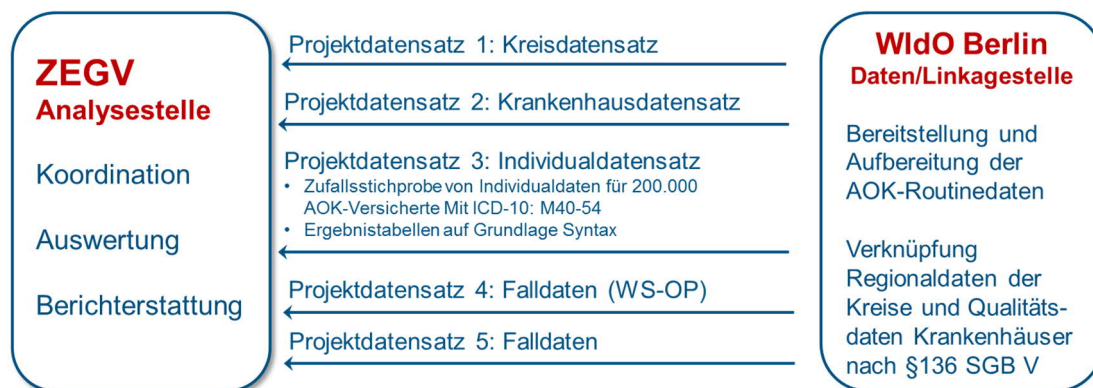 ZEGV
Analysestelle
Koordination
Auswertung
Berichterstattung
Projektdatensatz 1: Kreisdatensatz
Projektdatensatz 2: Krankenhausdatensatz
Projektdatensatz 3: Individualdatensatz
• Zufallsstichprobe von Individualdaten für 200.000
AOK-Versicherte Mit ICD-10: M40-54
• Ergebnistabellen auf Grundlage Syntax
Projektdatensatz 4: Falldaten (WS-OP)
Projektdatensatz 5: Falldaten
WIdO Berlin
Daten/Linkagestelle
Bereitstellung und
Aufbereitung der
AOK-Routinedaten
Verknüpfung
Regionaldaten der
Kreise und Qualitäts-
daten Krankenhäuser
nach §136 SGB V